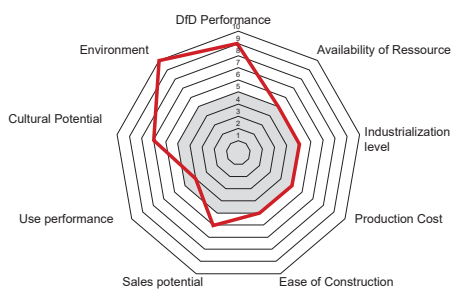 DfD Performance
10
9
8
7
6
5
4
3
2
1
Environment
Availability of Ressource
Cultural Potential
Industrialization
level
Use performance
Production Cost
Sales potential
Ease of Construction